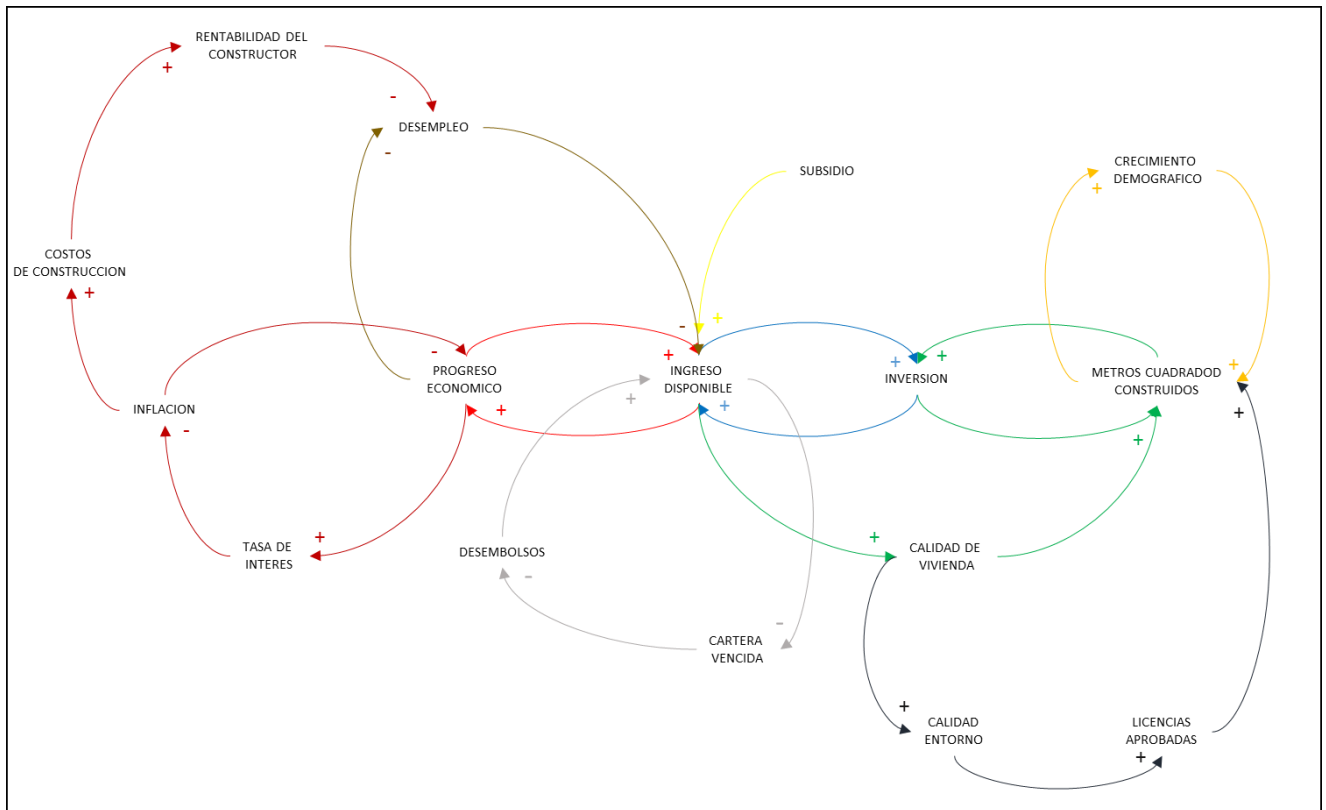 RENTABILIDAD DEL
CONSTRUCTOR
+
-
DESEMPLEO
-
SUBSIDIO
CRECIMIENTO
DEMOGRAFICO
+
COSTOS
DE CONSTRUCCION
+
-
+
-
PROGRESO
ECONOMICO
+
INGRESO
DISPONIBLE
+
+
INVERSION
+
METROS CUADRADOD
CONSTRUIDOS
INFLACION
-
+
+
+
+
TASA DE
INTERES
+
DESEMBOLSOS
-
+
CALIDAD DE
VIVIENDA
+
CARTERA
VENCIDA
-
+
CALIDAD
ENTORNO
LICENCIAS
APROBADAS
+